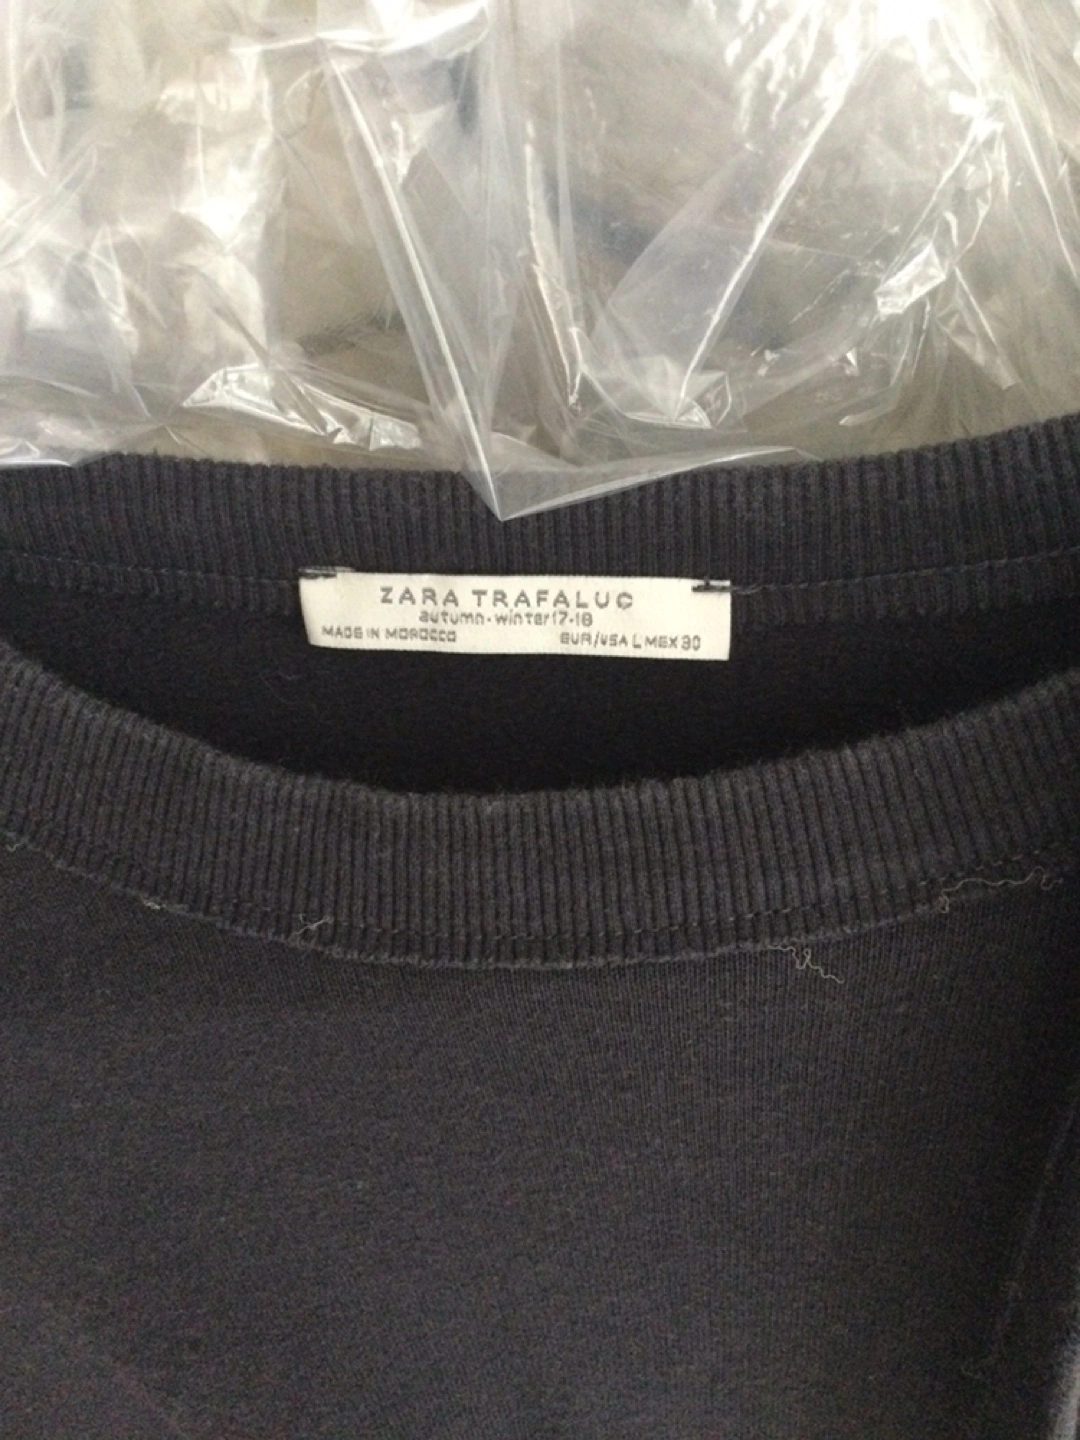 ZARA TRAFALUC
autumn-winter17-18
MADE IN MOROCCO EUR/USA L MEX 30